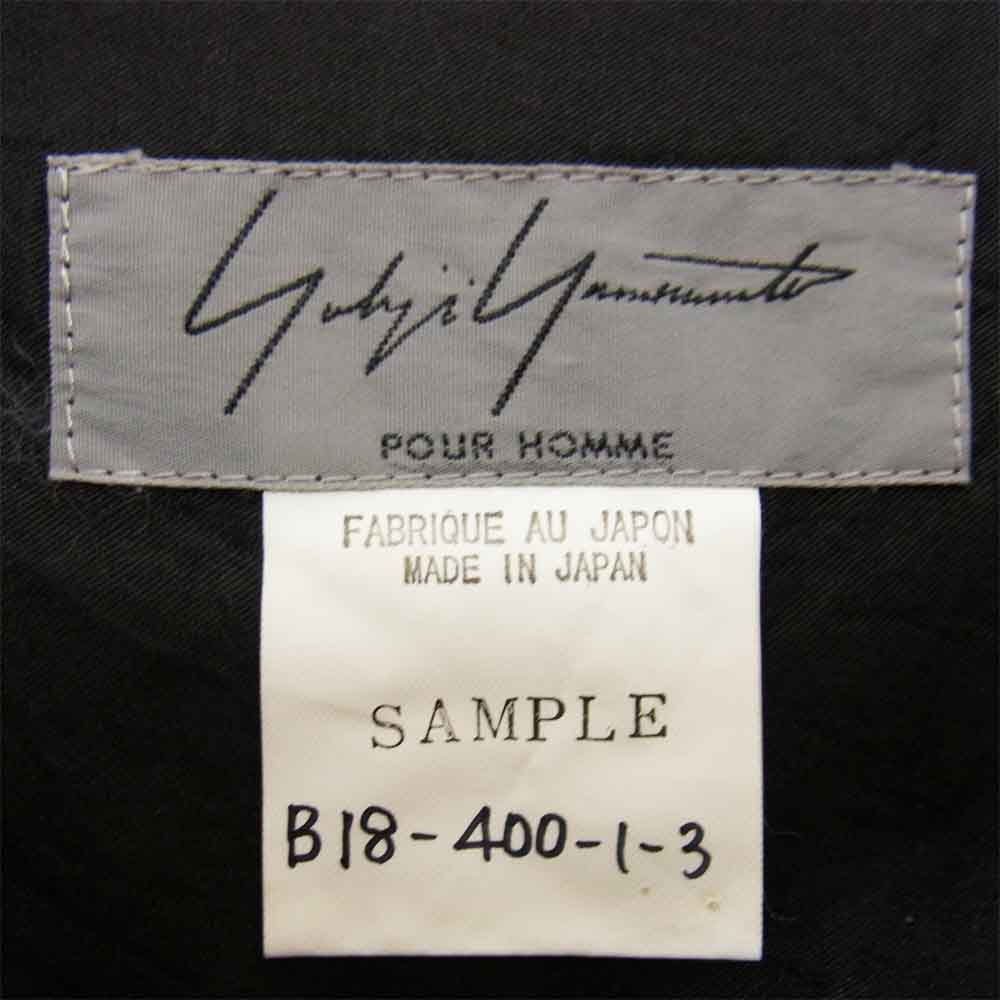 Yohji Yamamoto
POUR HOMME
FABRIQUE AU JAPON
MADE IN JAPAN
SAMPLE
B18-400-1-3